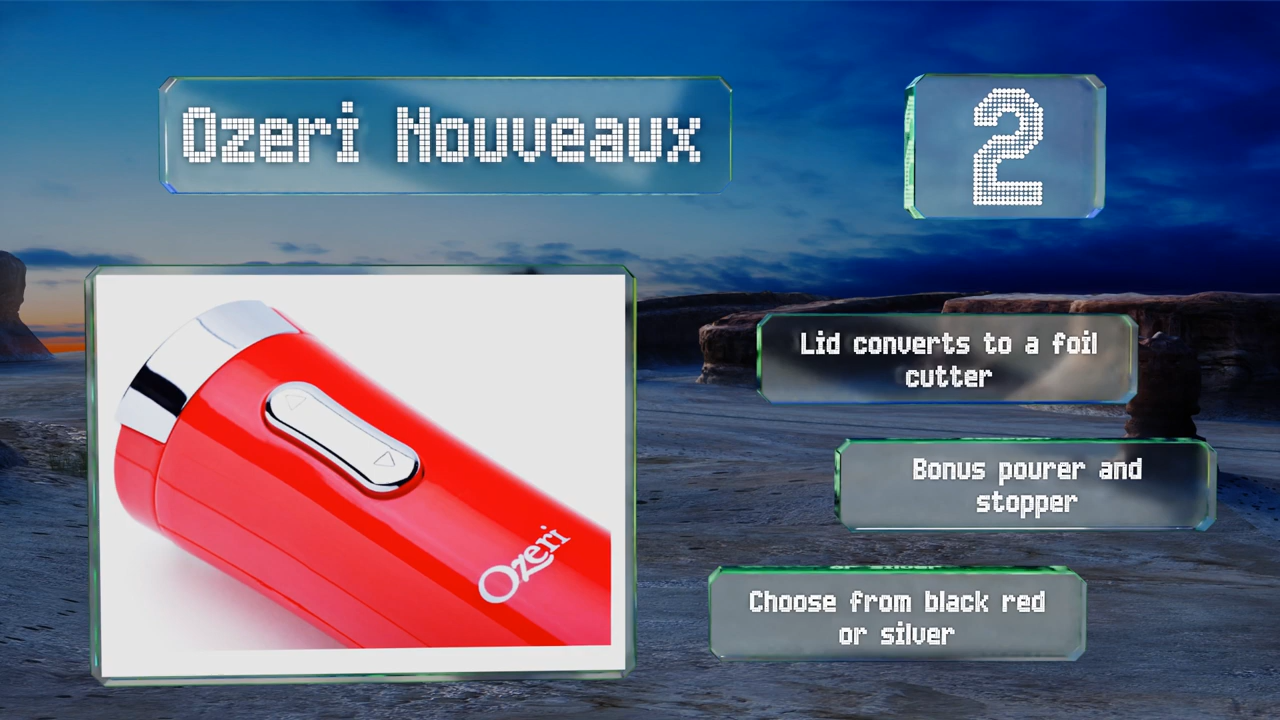 Ozeri Nouveaux
2
Lid converts to a foil
cutter
Bonus pourer and
stopper
Choose from black red
or silver
Ozeri